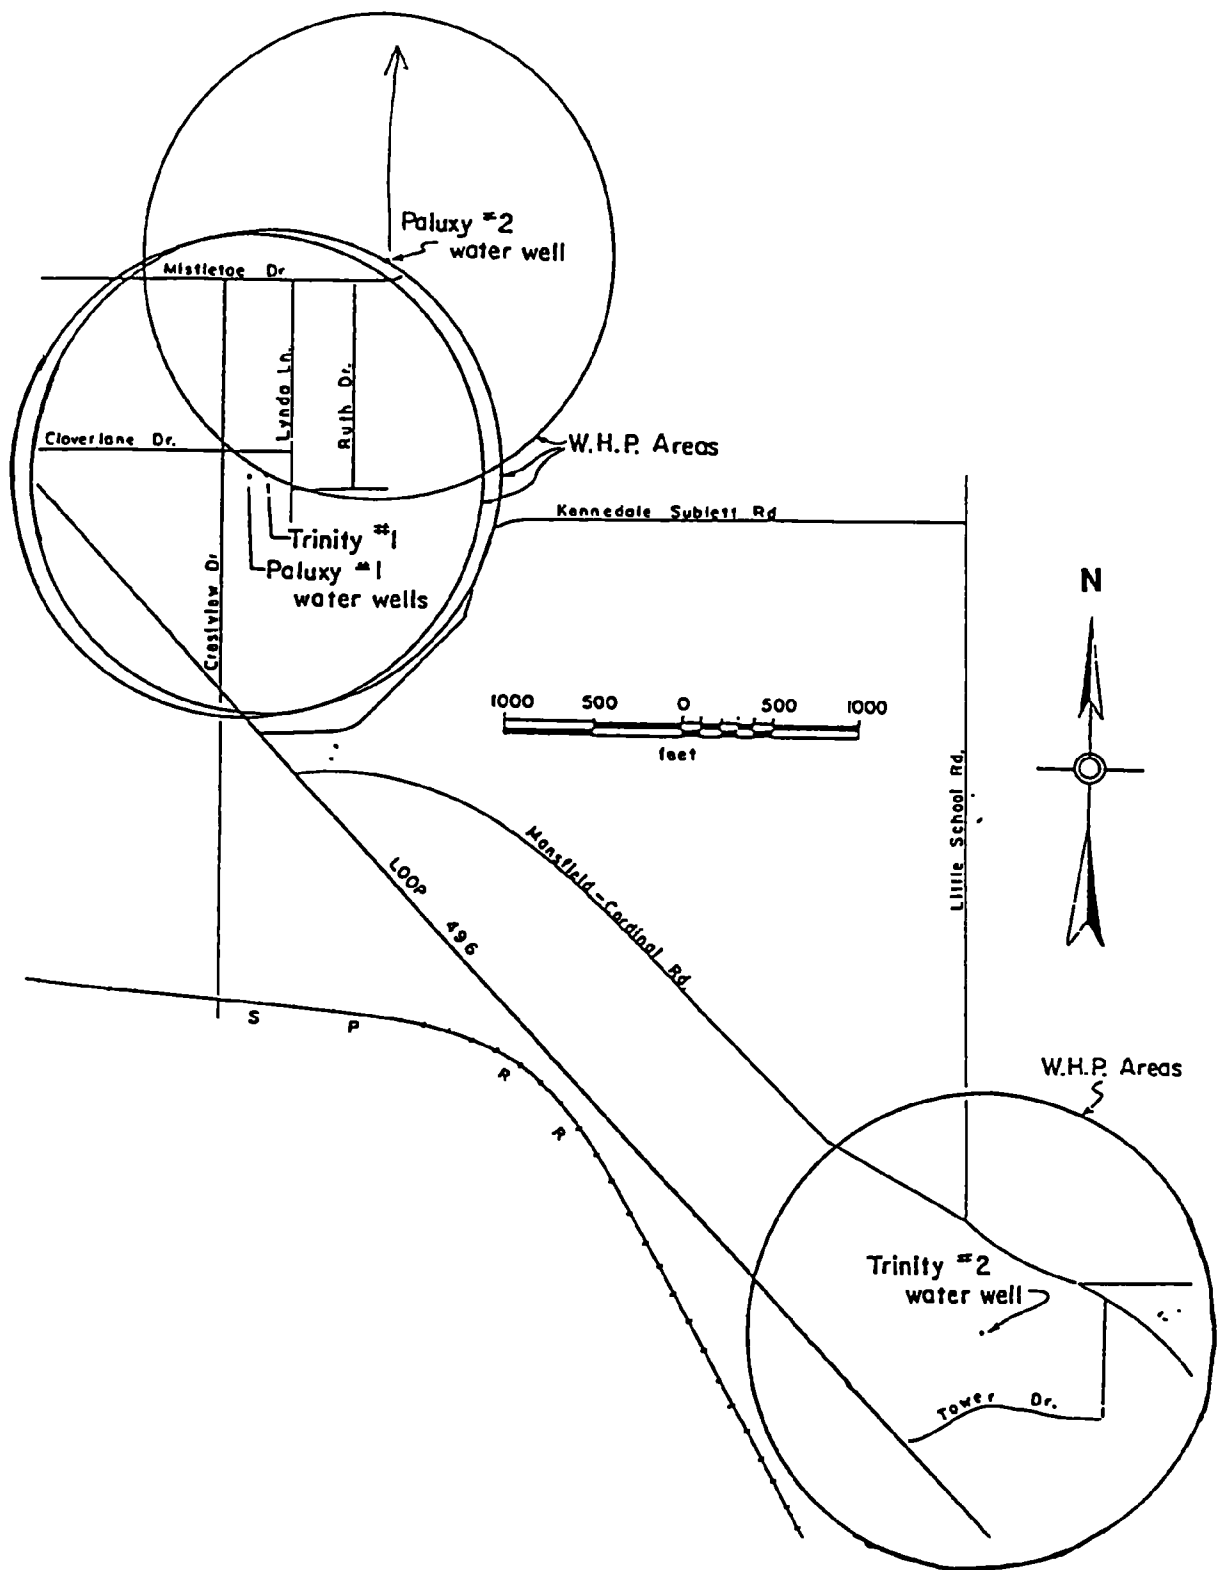 Paluxy #2
water well
Mistletoe Dr
Lynda Ln.
Ruth Dr.
Cloverlane Dr.
W.H.P. Areas
Kennedale Sublett Rd
Trinity #1
Paluxy #1
water wells
Crestview Dr
N
1000 500 0 500 1000
feet
Little School Rd.
Mansfield-Cardinal Rd.
LOOP 496
S P R R
W.H.P. Areas
Trinity #2
water well
Tower Dr.